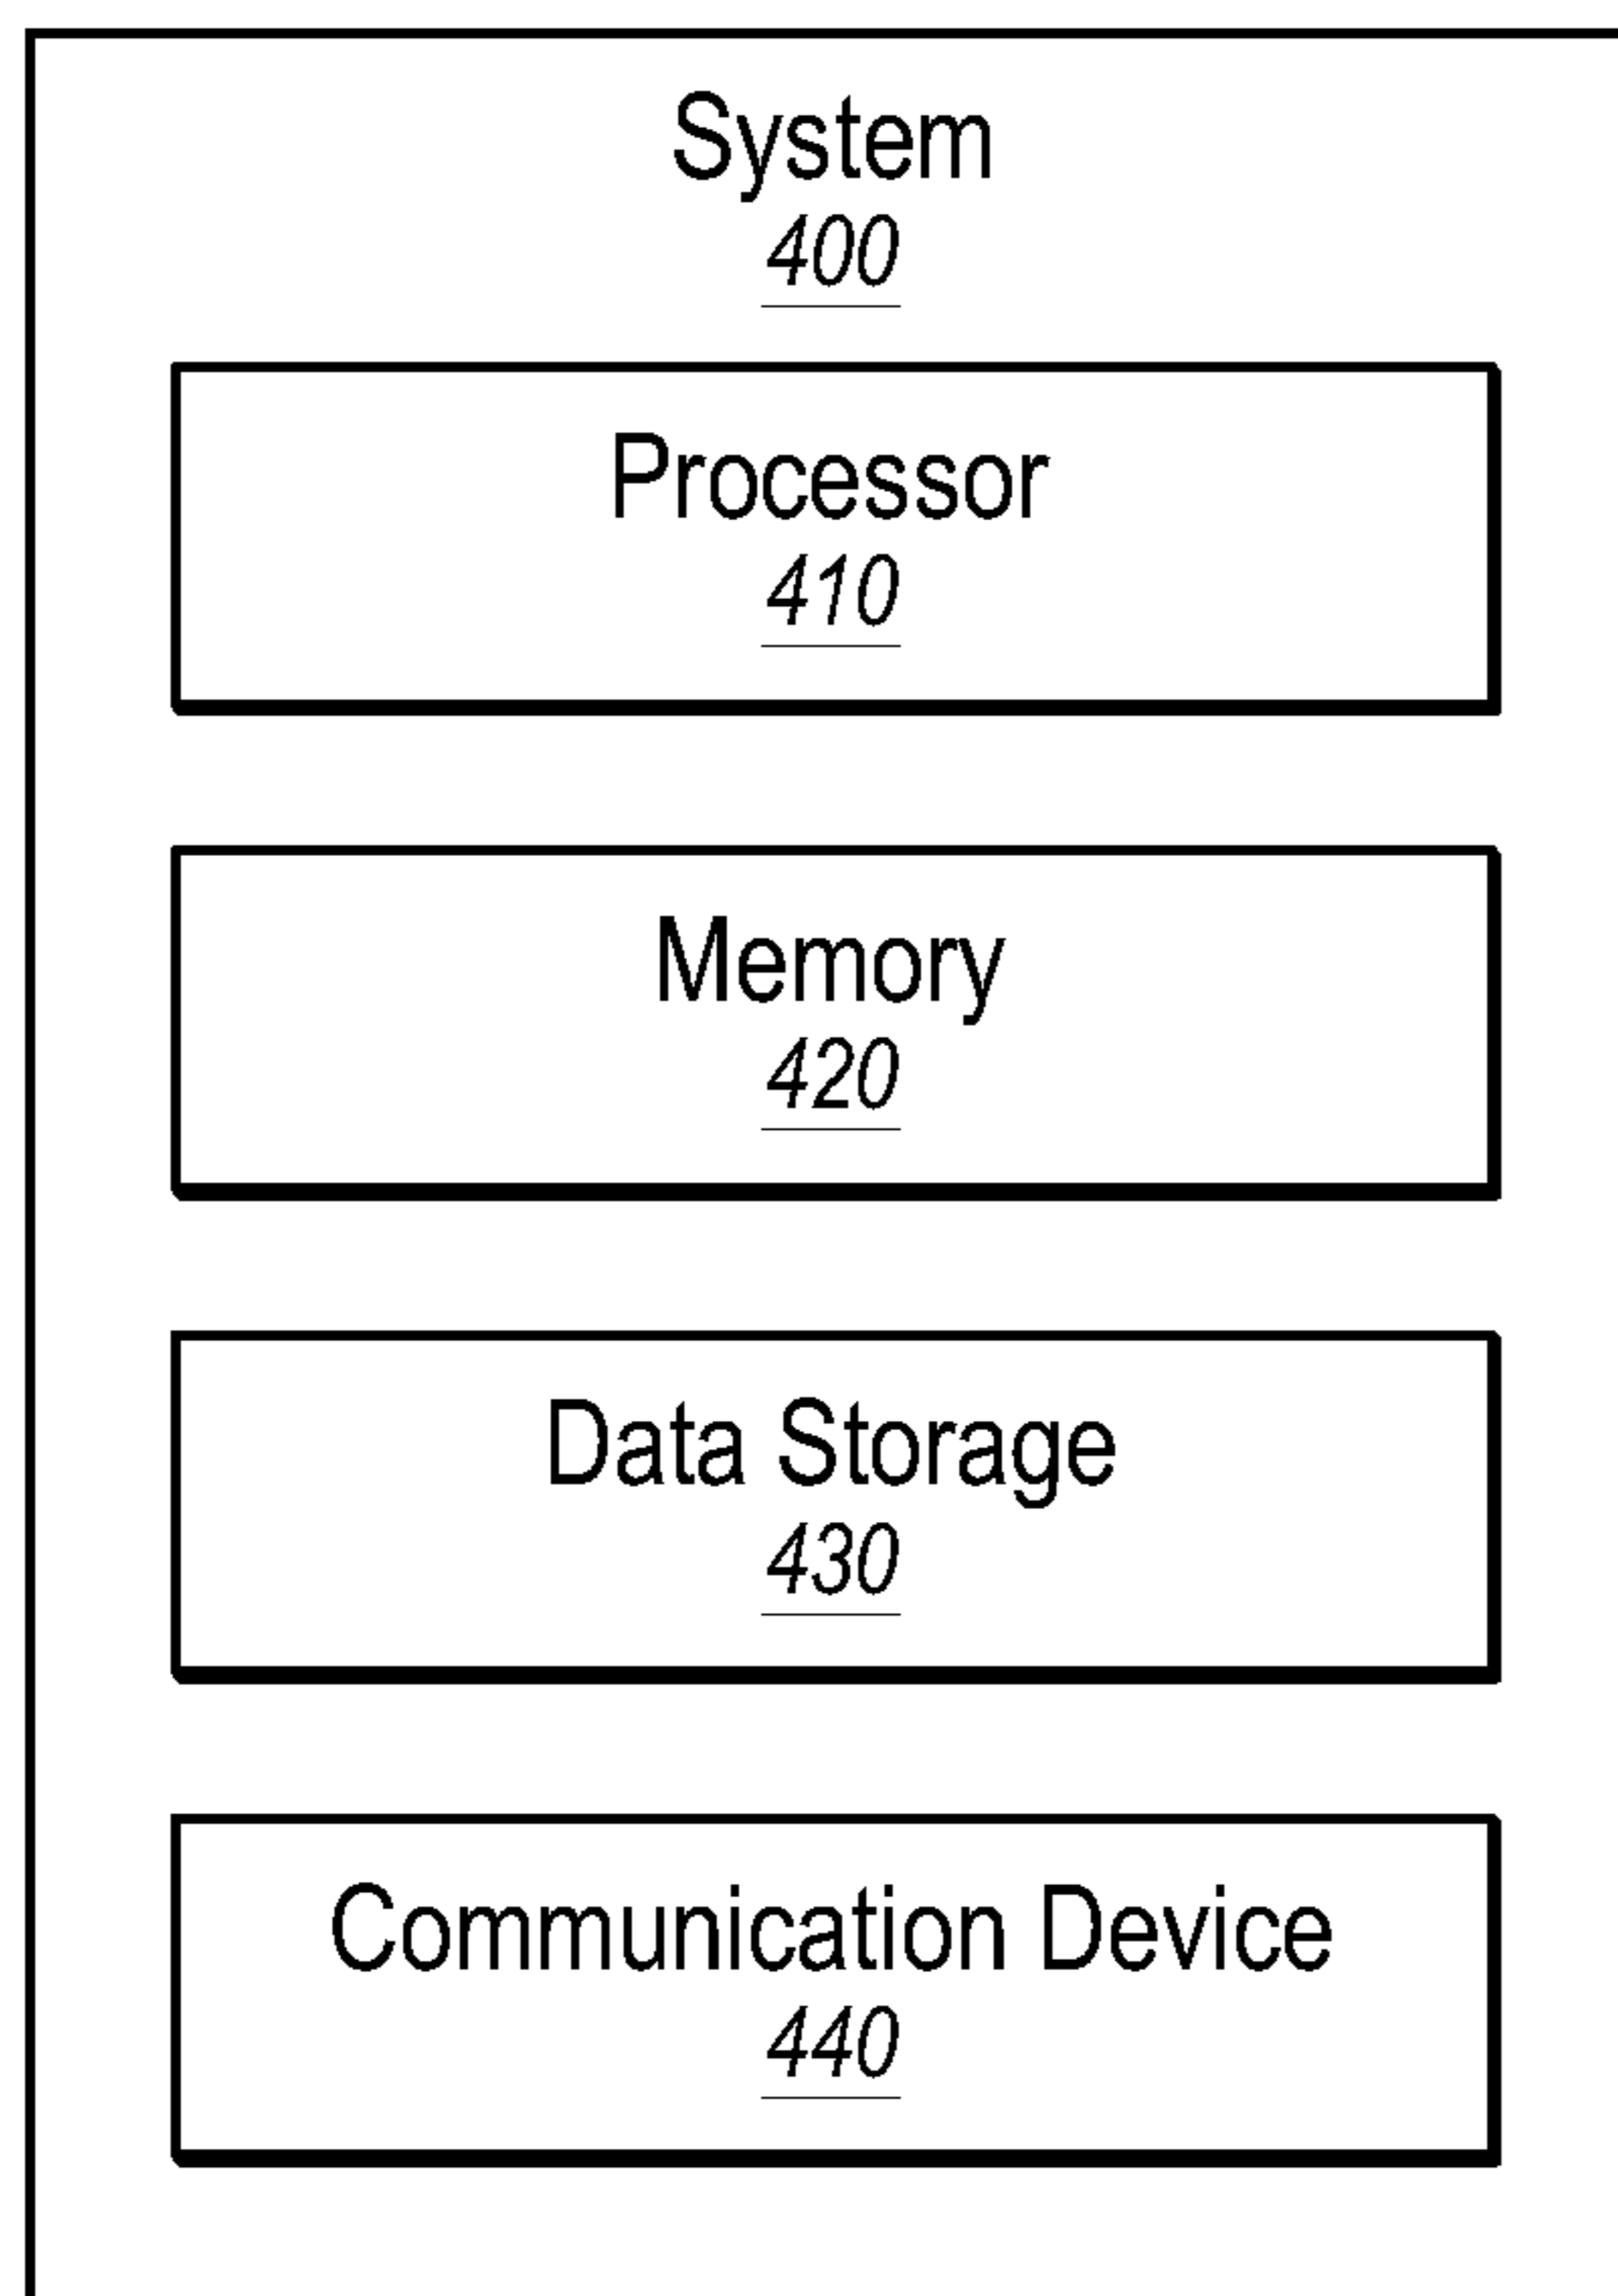 System
400
Processor
410
Memory
420
Data Storage
430
Communication Device
440